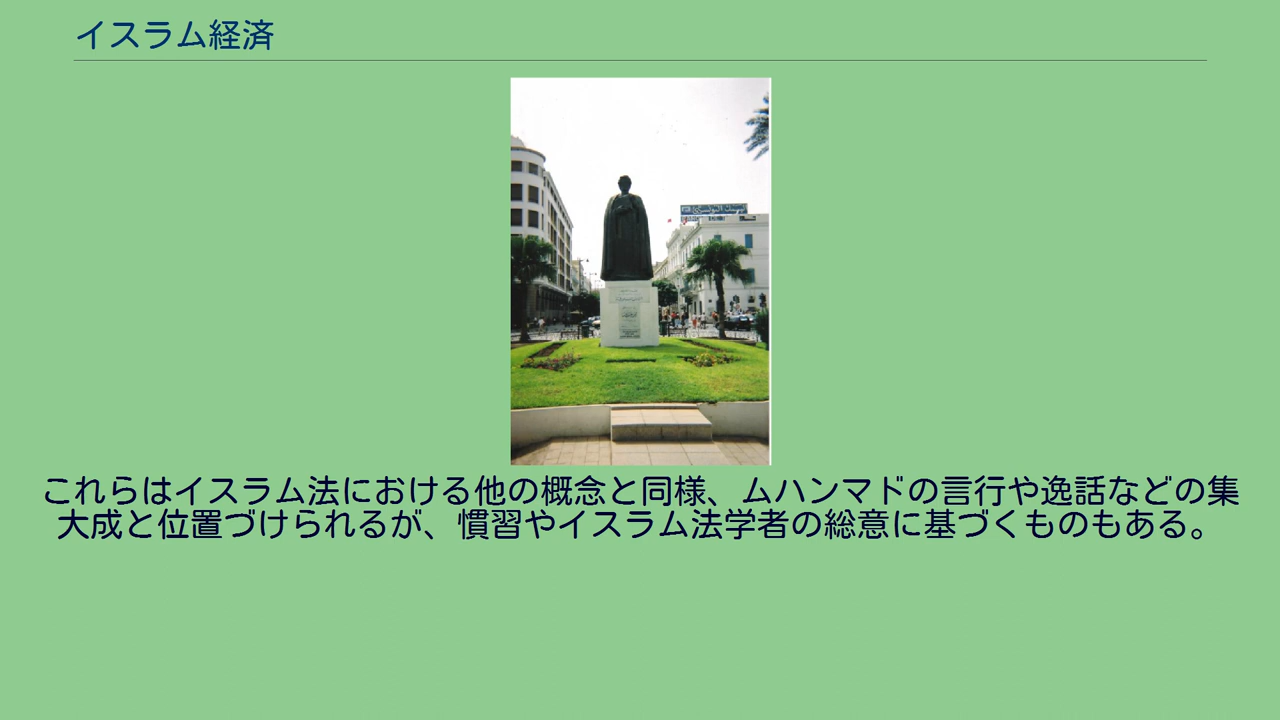 イスラム経済
これらはイスラム法における他の概念と同様、ムハンマドの言行や逸話などの集
大成と位置づけられるが、慣習やイスラム法学者の総意に基づくものもある。